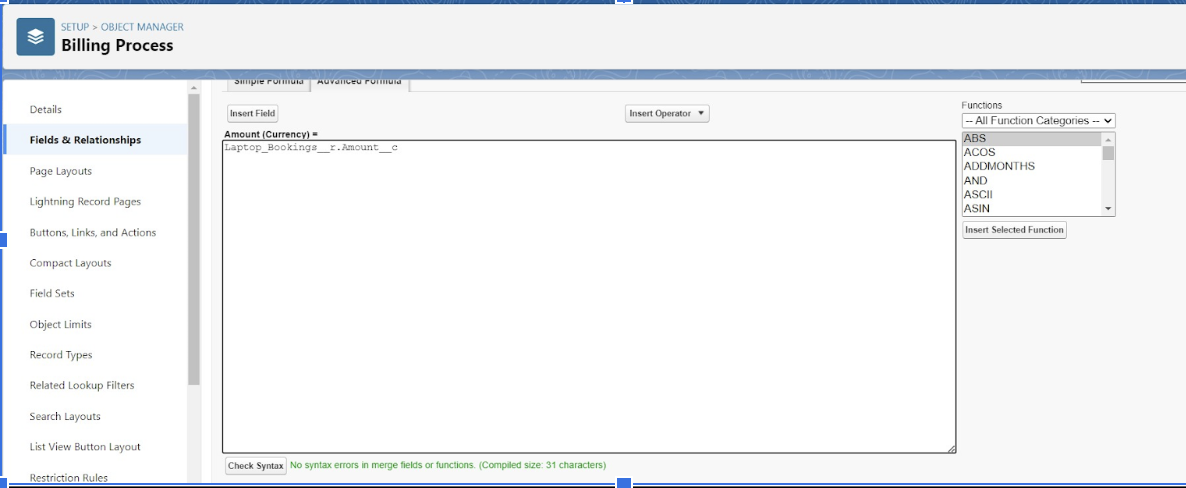 SETUP > OBJECT MANAGER
Billing Process
Details
Fields & Relationships
Page Layouts
Lightning Record Pages
Buttons, Links, and Actions
Compact Layouts
Field Sets
Object Limits
Record Types
Related Lookup Filters
Search Layouts
List View Button Layout
Restriction Rules
Simple Formula
Advanced Formula
Insert Field
Insert Operator
Amount (Currency) =
Laptop_Bookings__r.Amount__c
Check Syntax
No syntax errors in merge fields or functions. (Compiled size: 31 characters)
Functions
-- All Function Categories --
ABS
ACOS
ADDMONTHS
AND
ASCII
ASIN
Insert Selected Function